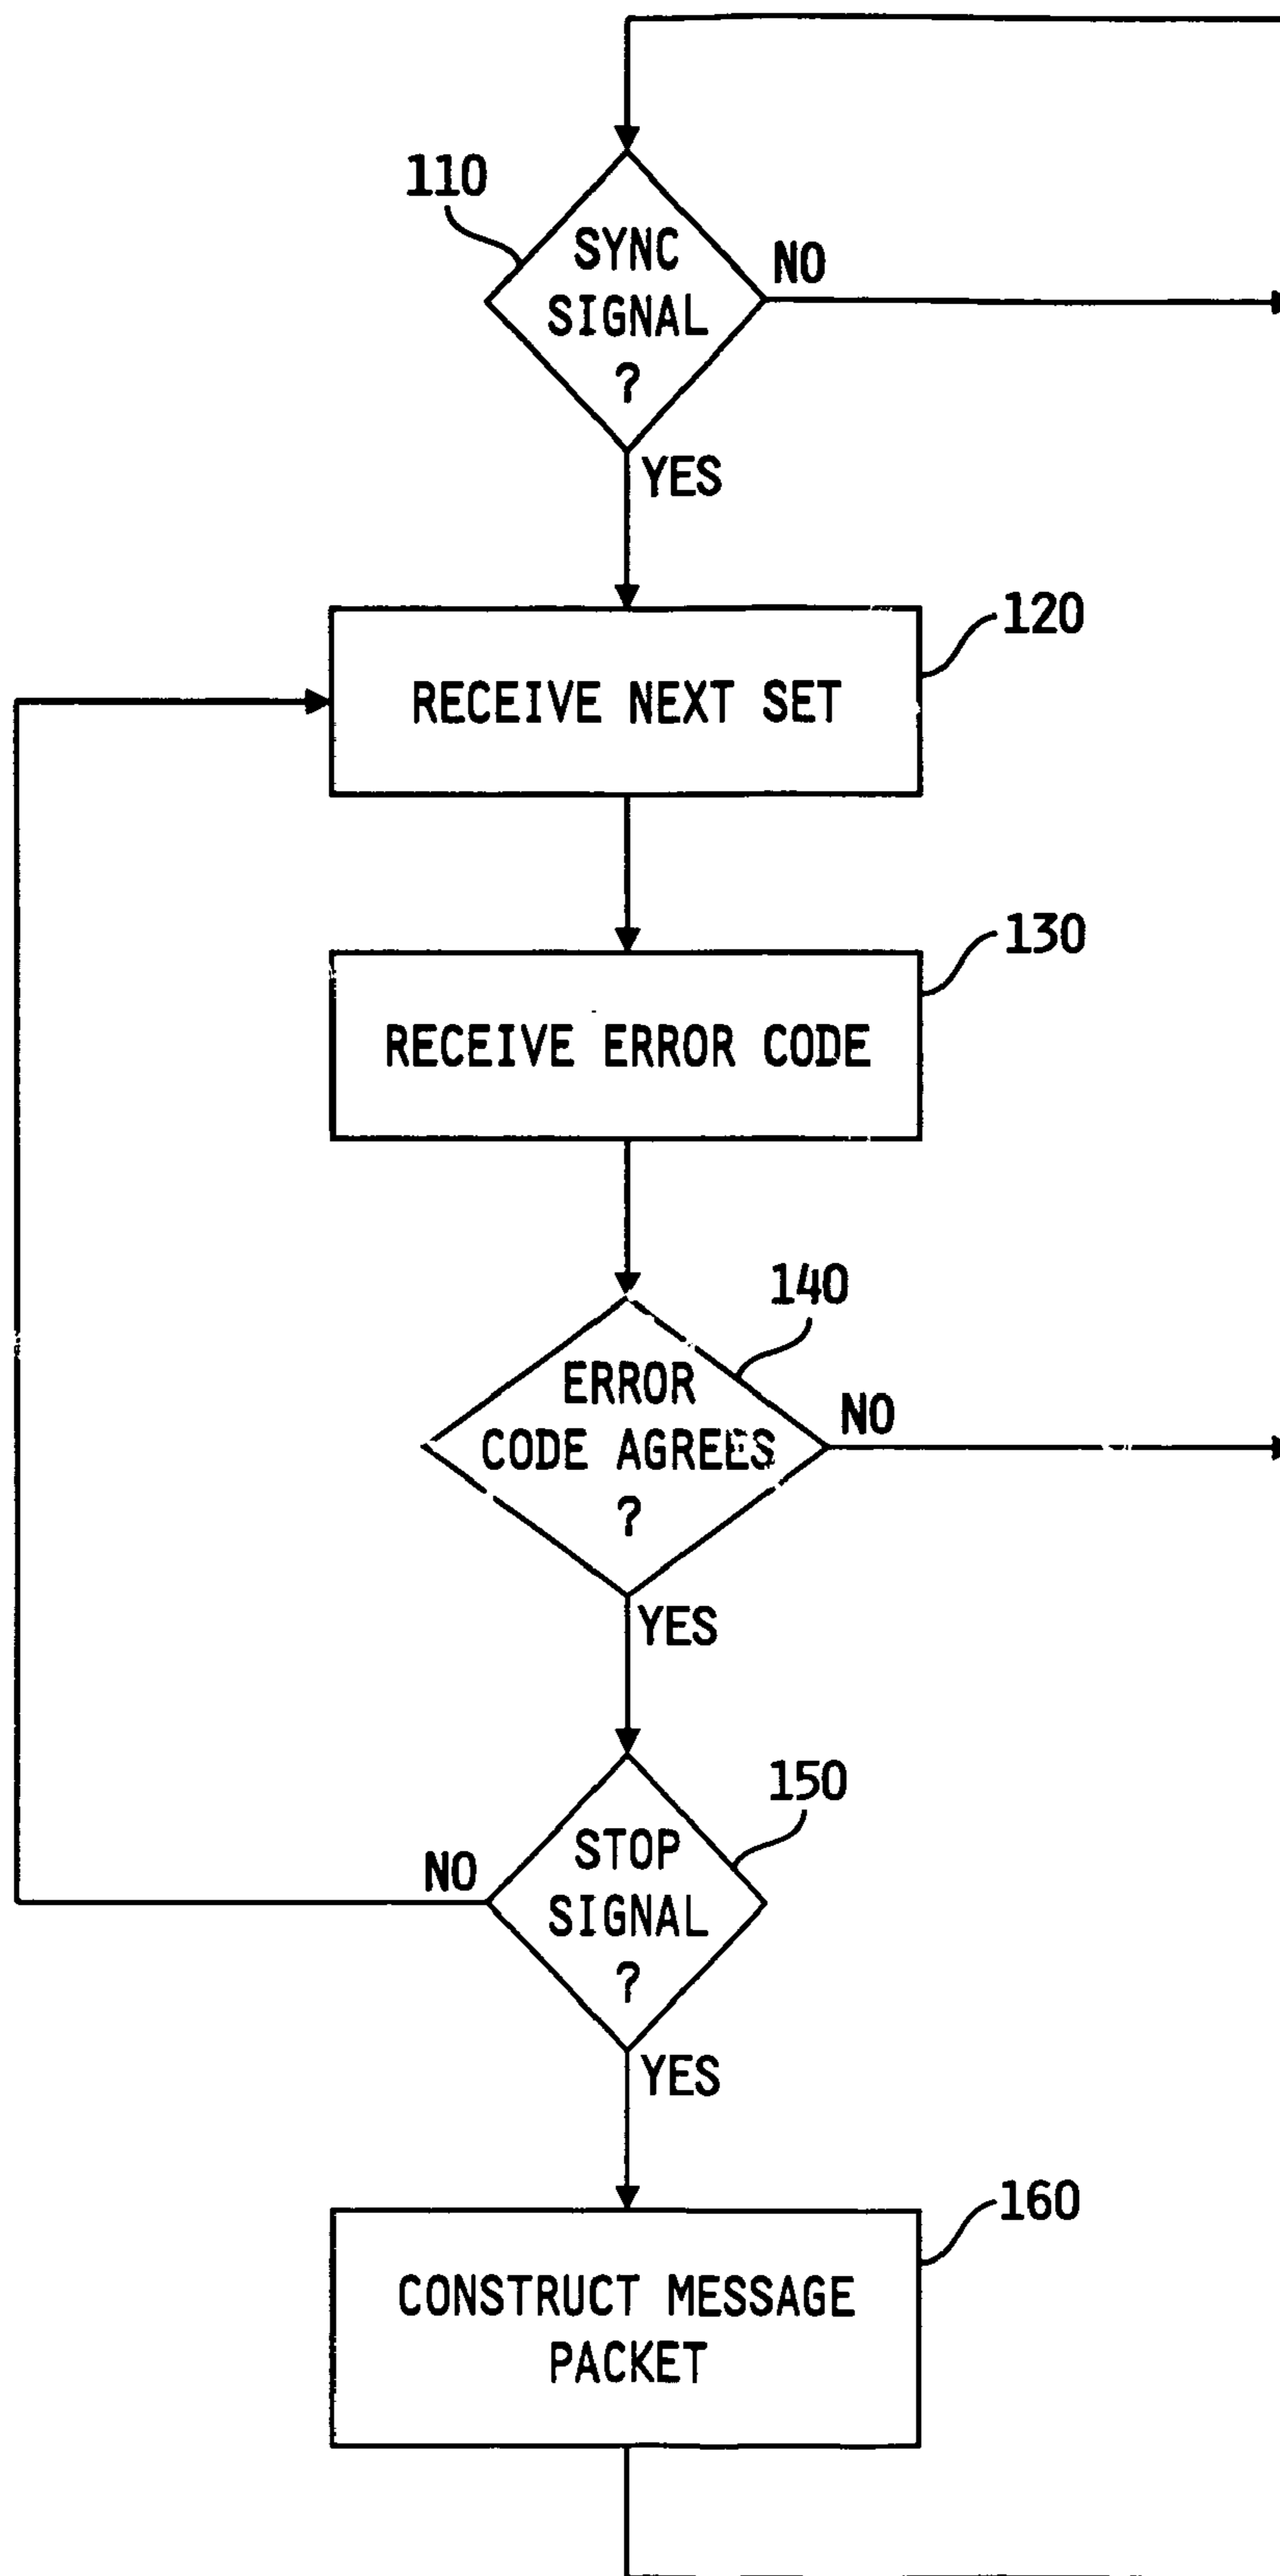 110
SYNC
SIGNAL
?
NO
YES
120
RECEIVE NEXT SET
130
RECEIVE ERROR CODE
140
ERROR
CODE AGREES
?
NO
YES
150
STOP
SIGNAL
?
NO
YES
160
CONSTRUCT MESSAGE
PACKET